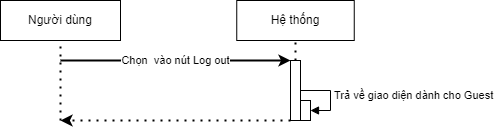 Người dùng
Hệ thống
Chọn vào nút Log out
Trả về giao diện dành cho Guest